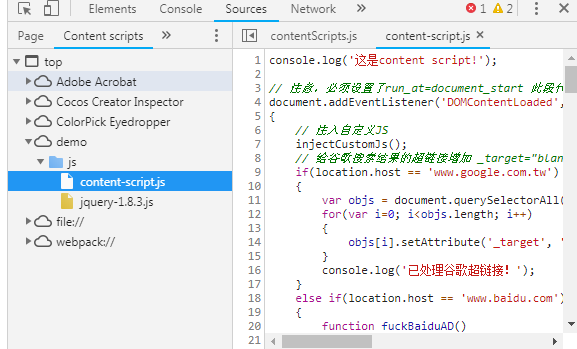 Elements Console Sources » 1 2
Page Content scripts »
contentScripts.js content-script.js ×
top
Adobe Acrobat
Cocos Creator Inspector
ColorPick Eyedropper
demo
js
content-script.js
jquery-1.8.3.js
file://
webpack://
1 console.log('这是content script!');
2
3 // 注意，必须设置了run_at=document_start 此段代
4 document.addEventListener('DOMContentLoaded',
5 {
6 // 注入自定义JS
7 injectCustomJs();
8 // 给谷歌搜索结果的超链接增加 _target="blan
9 if(location.host == 'www.google.com.tw')
10 {
11 var objs = document.querySelectorAll(
12 for(var i=0; i<objs.length; i++)
13 {
14 objs[i].setAttribute('_target', '
15 }
16 console.log('已处理谷歌超链接！');
17 }
18 else if(location.host == 'www.baidu.com')
19 {
20 function fuckBaiduAD()
21